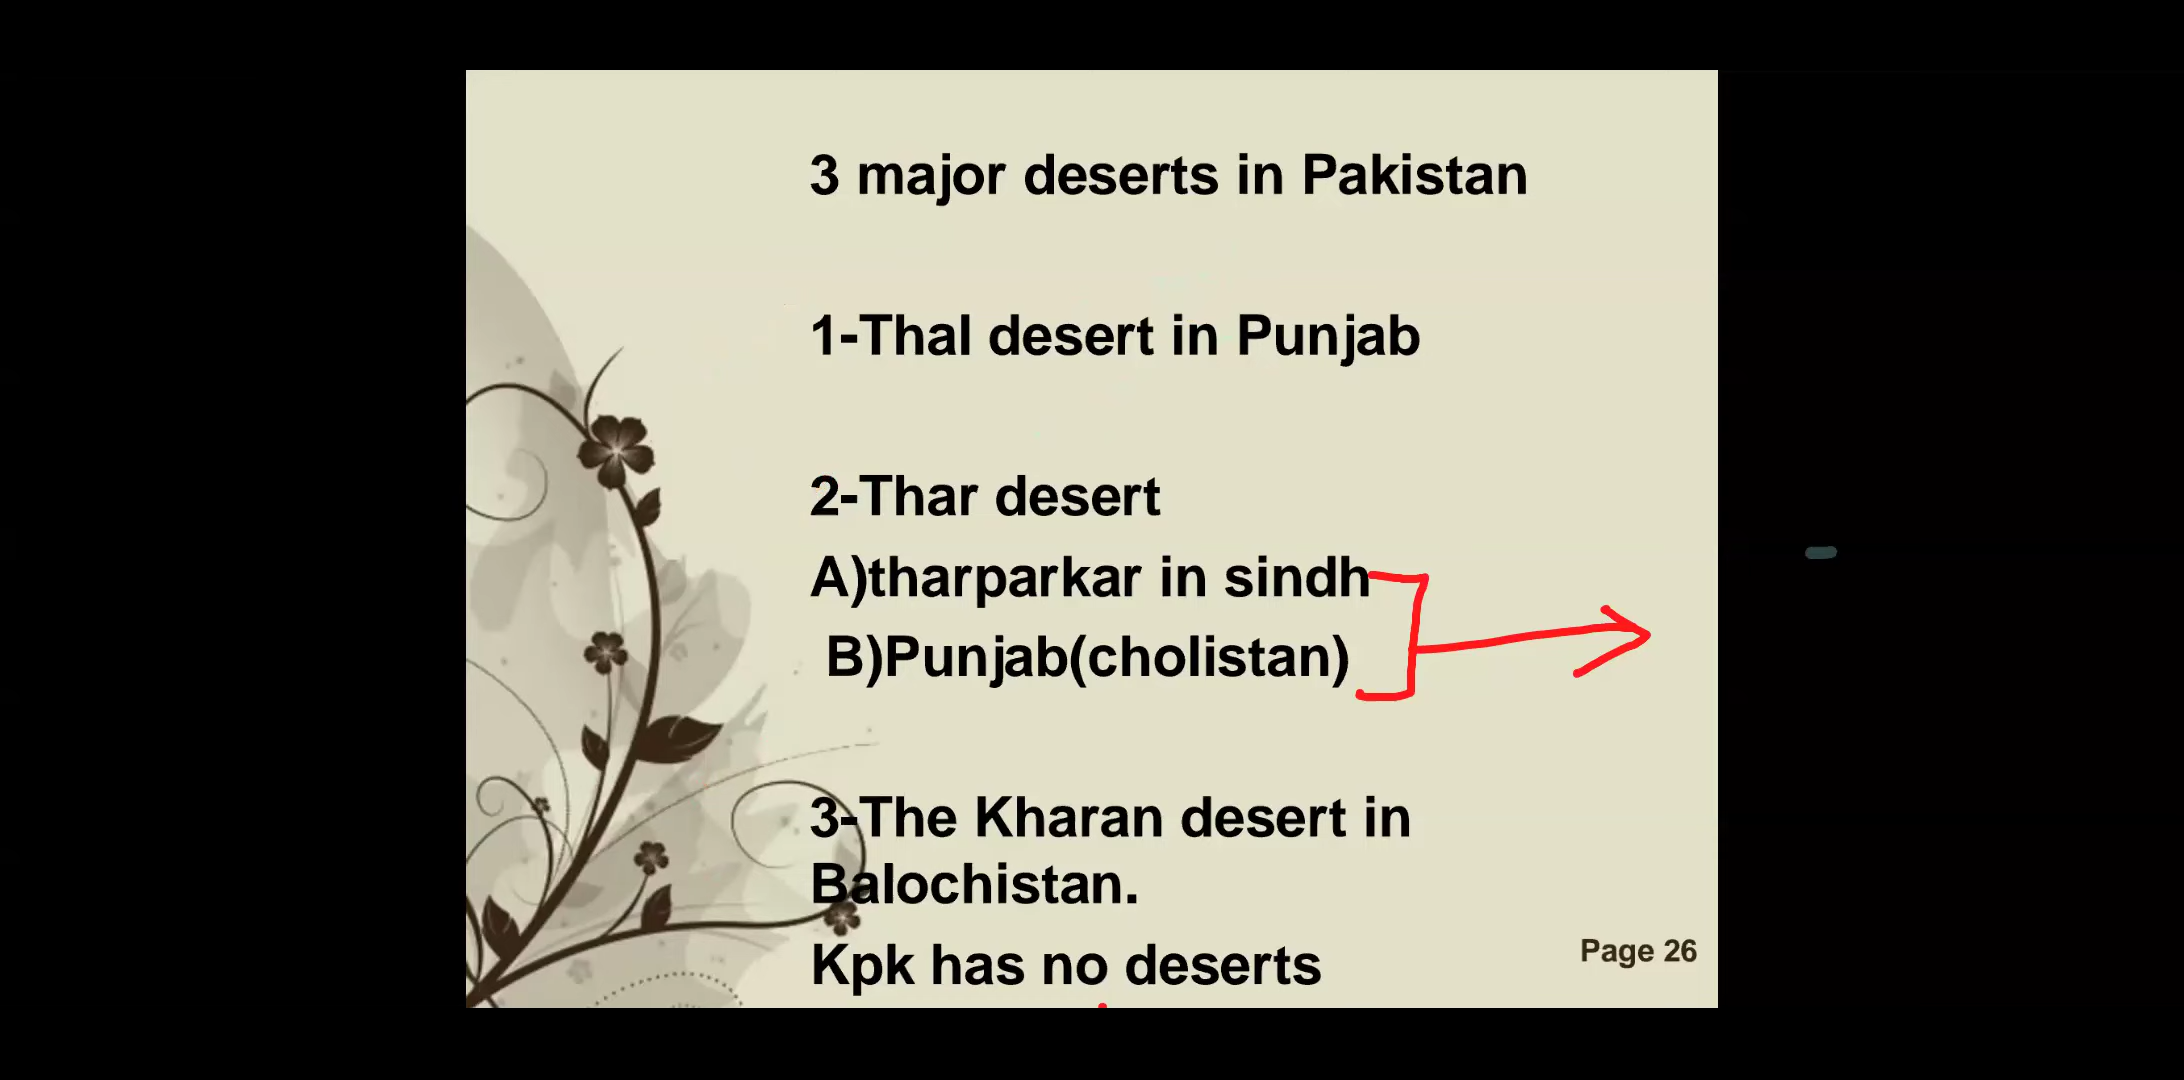 3 major deserts in Pakistan
1-Thal desert in Punjab
2-Thar desert
A)tharparkar in sindh
B)Punjab(cholistan)
3-The Kharan desert in
Balochistan.
Kpk has no deserts
Page 26